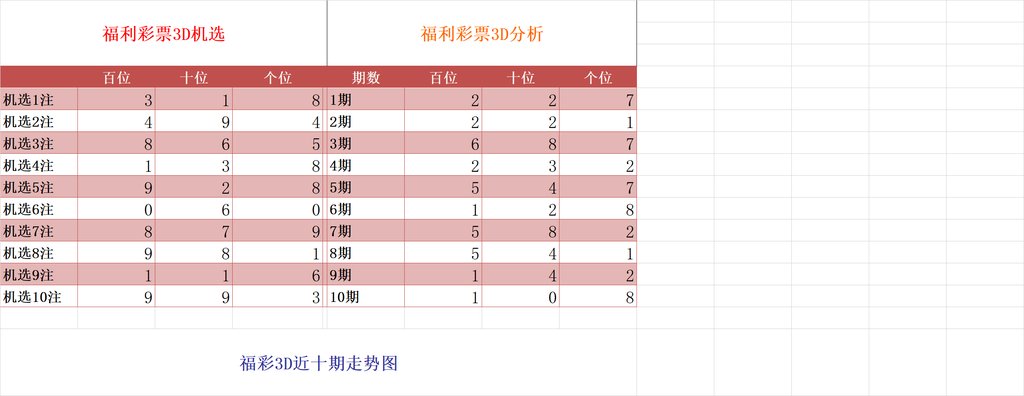 福利彩票3D机选 福利彩票3D分析
百位 十位 个位 期数 百位 十位 个位
机选1注 3 1 8 1期 2 2 7
机选2注 4 9 4 2期 2 2 1
机选3注 8 6 5 3期 6 8 7
机选4注 1 3 8 4期 2 3 2
机选5注 9 2 8 5期 5 4 7
机选6注 0 6 0 6期 1 2 8
机选7注 8 7 9 7期 5 8 2
机选8注 9 8 1 8期 5 4 1
机选9注 1 1 6 9期 1 4 2
机选10注 9 9 3 10期 1 0 8
福彩3D近十期走势图